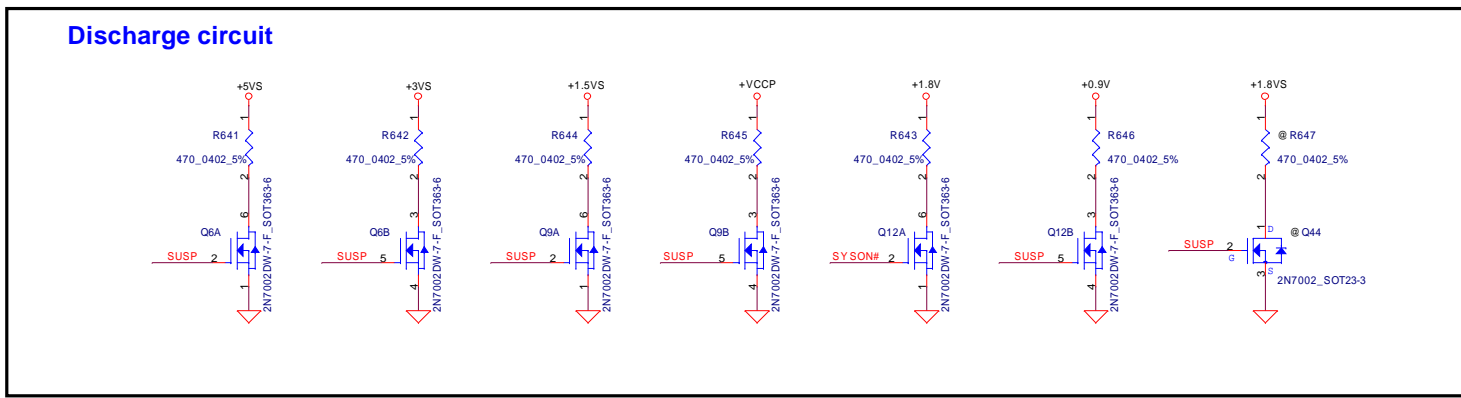 Discharge circuit
+5VS
1
R641
470_0402_5%
2
6
Q6A
SUSP
2
1
2N7002DW-7-F_SOT363-6
+3VS
1
R642
470_0402_5%
2
3
Q6B
SUSP
5
4
2N7002DW-7-F_SOT363-6
+1.5VS
1
R644
470_0402_5%
2
6
Q9A
SUSP
2
1
2N7002DW-7-F_SOT363-6
+VCCP
1
R645
470_0402_5%
2
3
Q9B
SUSP
5
4
2N7002DW-7-F_SOT363-6
+1.8V
1
R643
470_0402_5%
2
6
Q12A
SYSON#
2
1
2N7002DW-7-F_SOT363-6
+0.9V
1
R646
470_0402_5%
2
3
Q12B
SUSP
5
4
2N7002DW-7-F_SOT363-6
+1.8VS
1
@ R647
470_0402_5%
2
1
D
@ Q44
SUSP
2
G
S
3
2N7002_SOT23-3